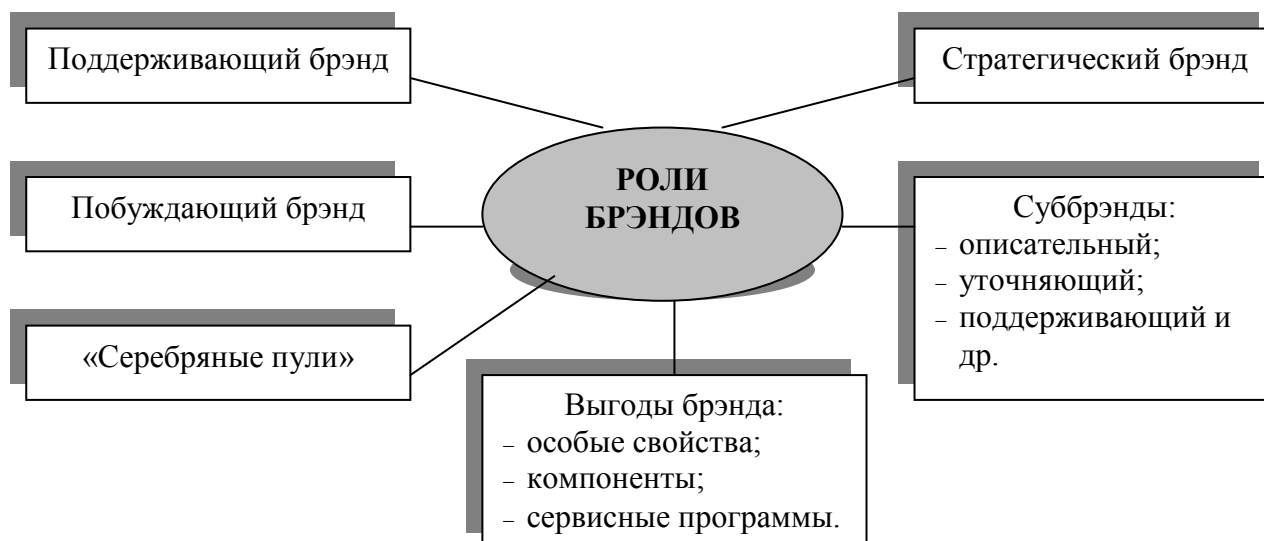 Поддерживающий брэнд
Стратегический брэнд
РОЛИ
БРЭНДОВ
Побуждающий брэнд
Суббрэнды:
– описательный;
– уточняющий;
– поддерживающий и
др.
«Серебряные пули»
Выгоды брэнда:
– особые свойства;
– компоненты;
– сервисные программы.